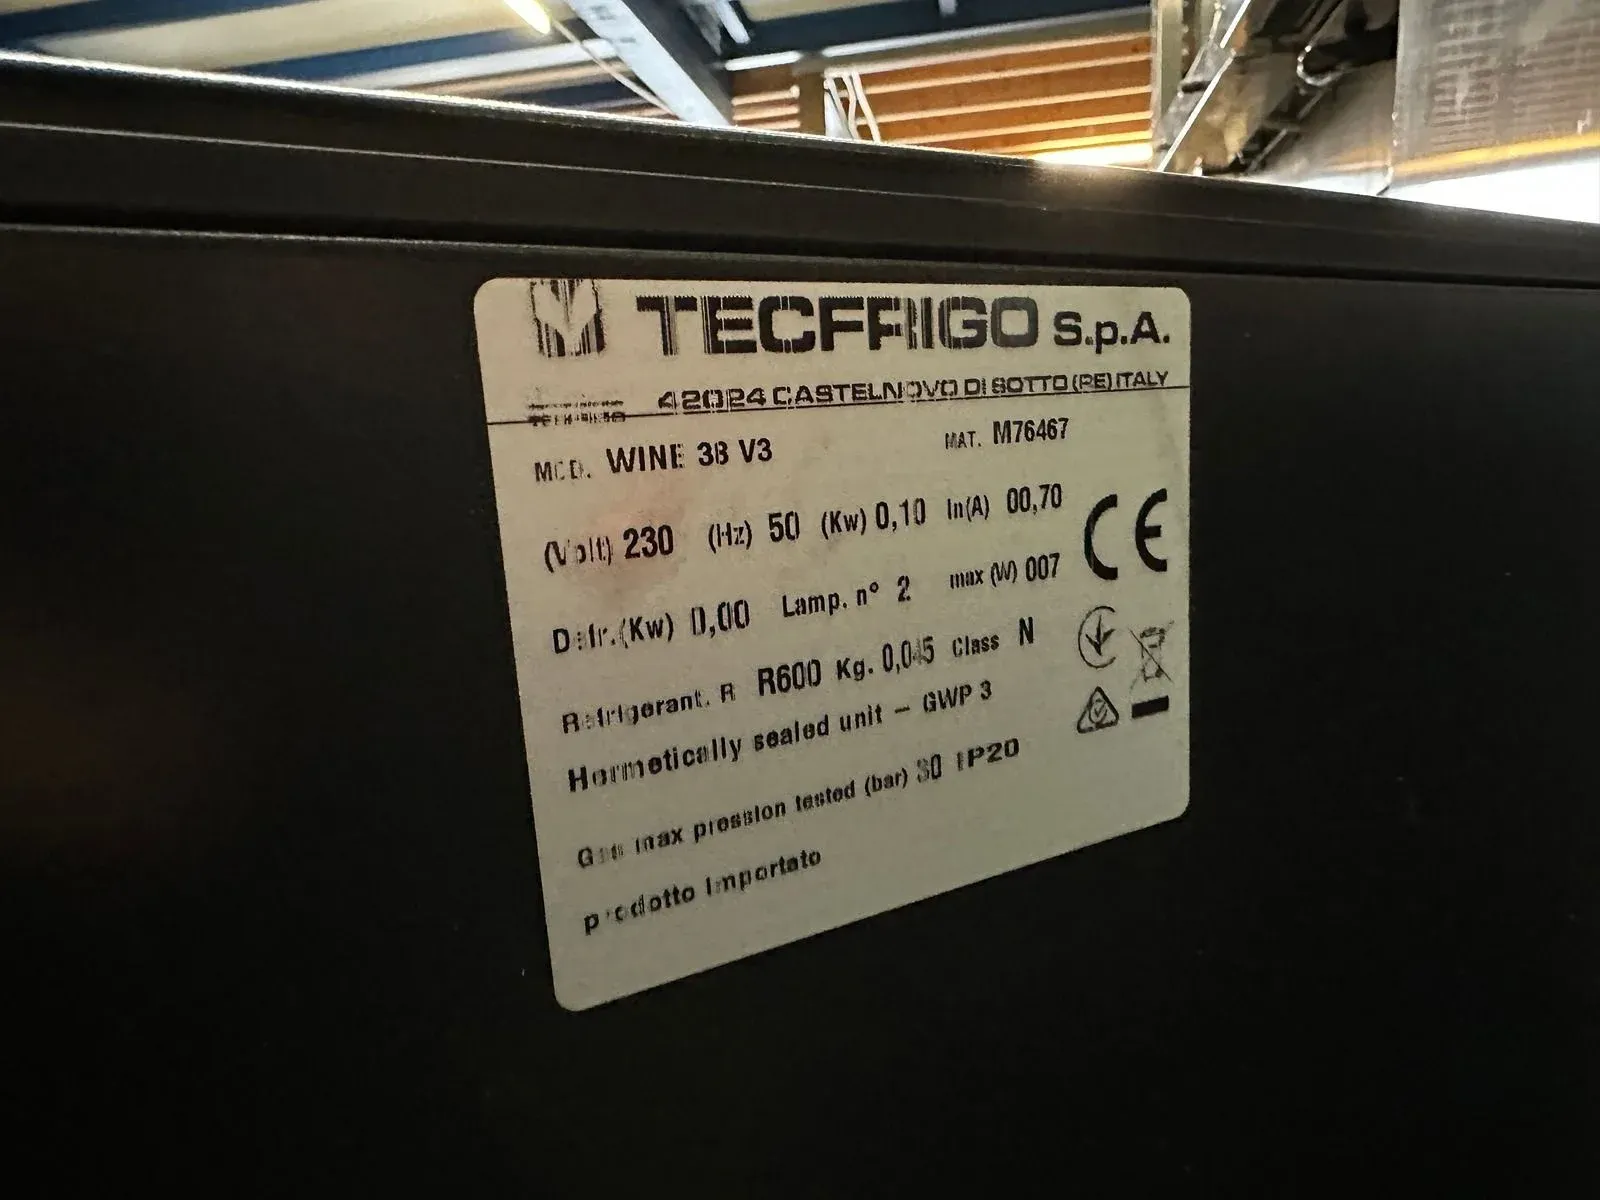 TECFRIGO S.p.A.
42024 CASTELNOVO DI SOTTO (RE) ITALY
MOD. WINE 38 V3 MAT. M76467
(Volt) 230 (Hz) 50 (Kw) 0,10 In(A) 00,70
CE
Defr.(Kw) 0,00 Lamp. n° 2 max (W) 007
Refrigerant. R R600 Kg. 0,045 Class N
Hermetically sealed unit - GWP 3
Gas max pression tested (bar) IP20
prodotto Importato